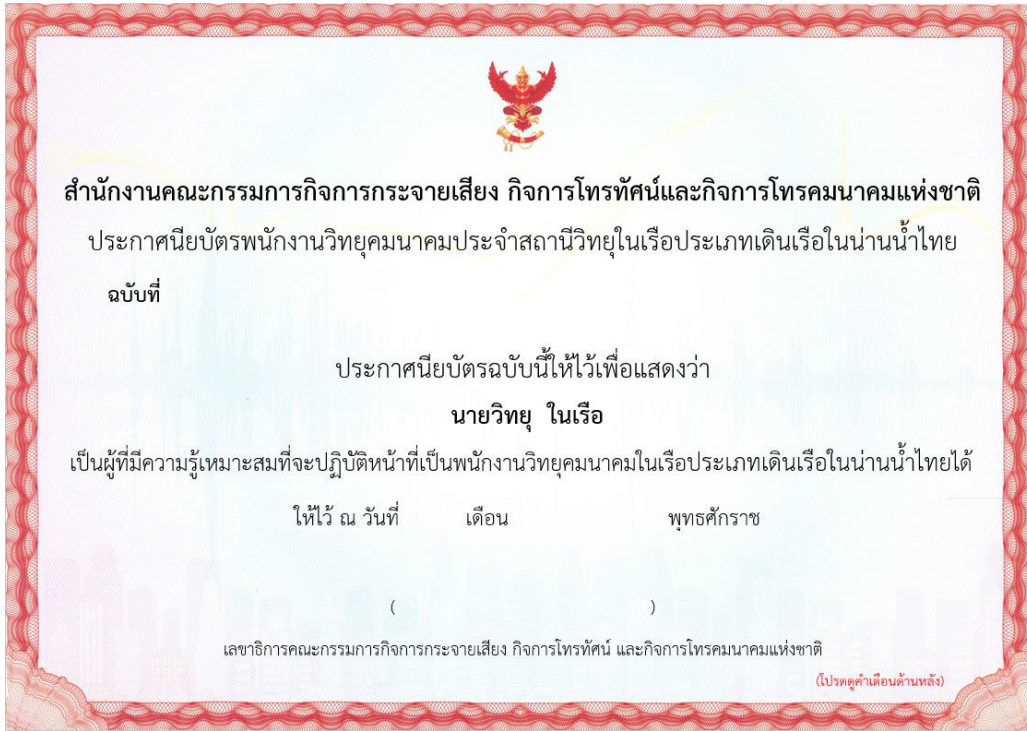 สำนักงานคณะกรรมการกิจการกระจายเสียง กิจการโทรทัศน์และกิจการโทรคมนาคมแห่งชาติ
ประกาศนียบัตรพนักงานวิทยุคมนาคมประจำสถานีวิทยุในเรือประเภทเดินเรือในน่านน้ำไทย
ฉบับที่
ประกาศนียบัตรฉบับนี้ให้ไว้เพื่อแสดงว่า
นายวิทยุ ในเรือ
เป็นผู้ที่มีความรู้เหมาะสมที่จะปฏิบัติหน้าที่เป็นพนักงานวิทยุคมนาคมในเรือประเภทเดินเรือในน่านน้ำไทยได้
ให้ไว้ ณ วันที่ เดือน พุทธศักราช
( )
เลขาธิการคณะกรรมการกิจการกระจายเสียง กิจการโทรทัศน์ และกิจการโทรคมนาคมแห่งชาติ
(โปรดดูคำเตือนด้านหลัง)